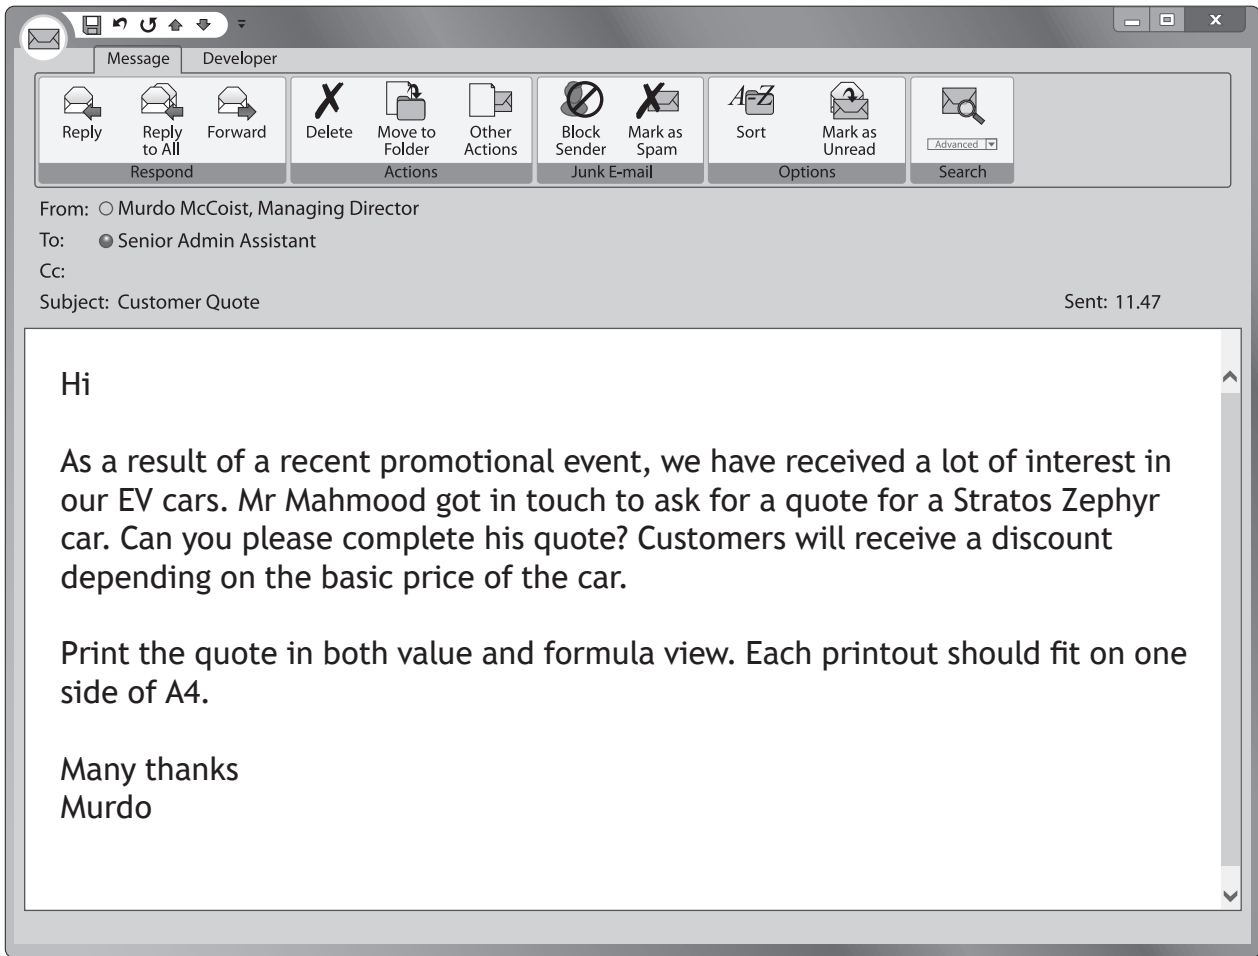 Message Developer
Reply Reply to All Forward Delete Move to Folder Other Actions Block Sender Mark as Spam A–Z Sort Mark as Unread Advanced
Respond Actions Junk E-mail Options Search
From: Murdo McCoist, Managing Director
To: Senior Admin Assistant
Cc:
Subject: Customer Quote Sent: 11.47
Hi
As a result of a recent promotional event, we have received a lot of interest in
our EV cars. Mr Mahmood got in touch to ask for a quote for a Stratos Zephyr
car. Can you please complete his quote? Customers will receive a discount
depending on the basic price of the car.
Print the quote in both value and formula view. Each printout should fit on one
side of A4.
Many thanks
Murdo